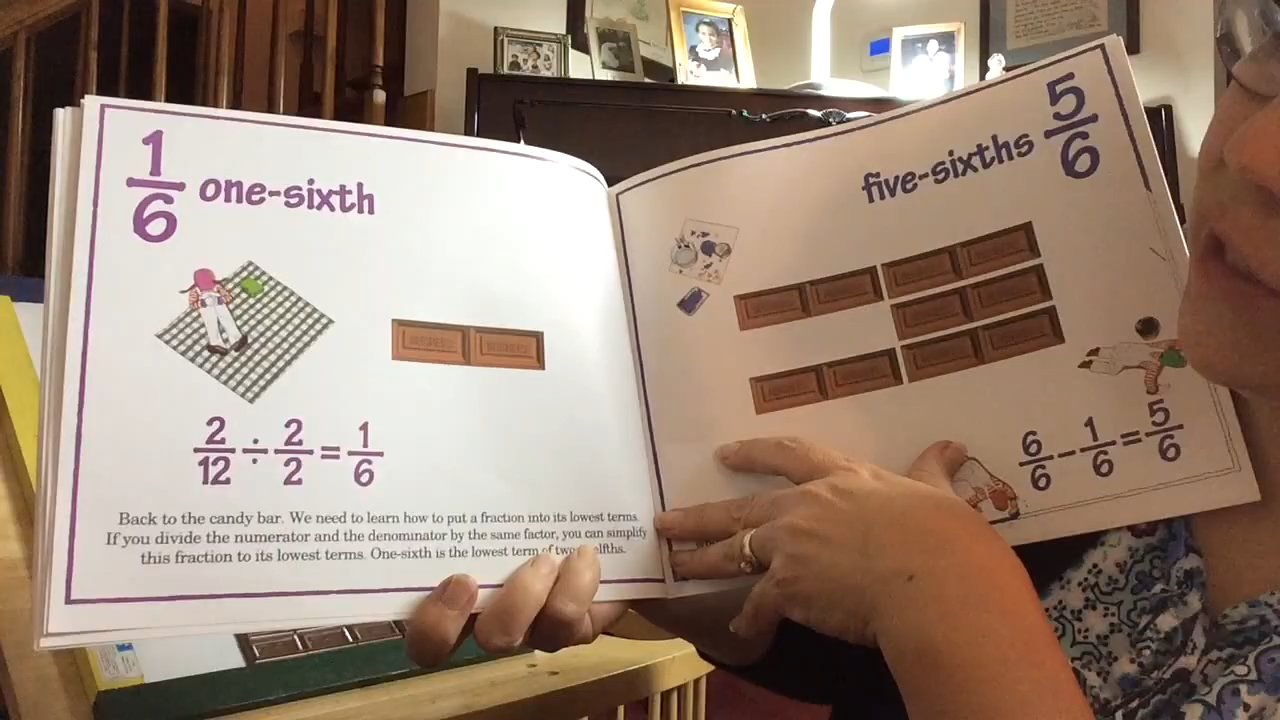 1/6 one-sixth
2/12 ÷ 2/2 = 1/6
Back to the candy bar. We need to learn how to put a fraction into its lowest terms.
If you divide the numerator and the denominator by the same factor, you can simplify
this fraction to its lowest terms. One-sixth is the lowest term of
five-sixths 5/6
6/6 - 1/6 = 5/6